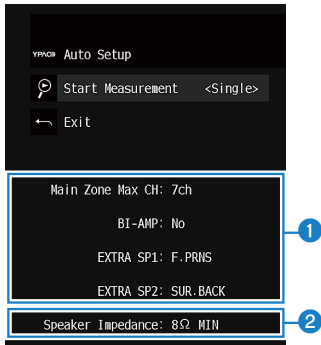 YPAO Auto Setup
Start Measurement <Single>
Exit
Main Zone Max CH: 7ch
BI-AMP: No
EXTRA SP1: F.PRNS
EXTRA SP2: SUR.BACK
Speaker Impedance: 8Ω MIN
1
2